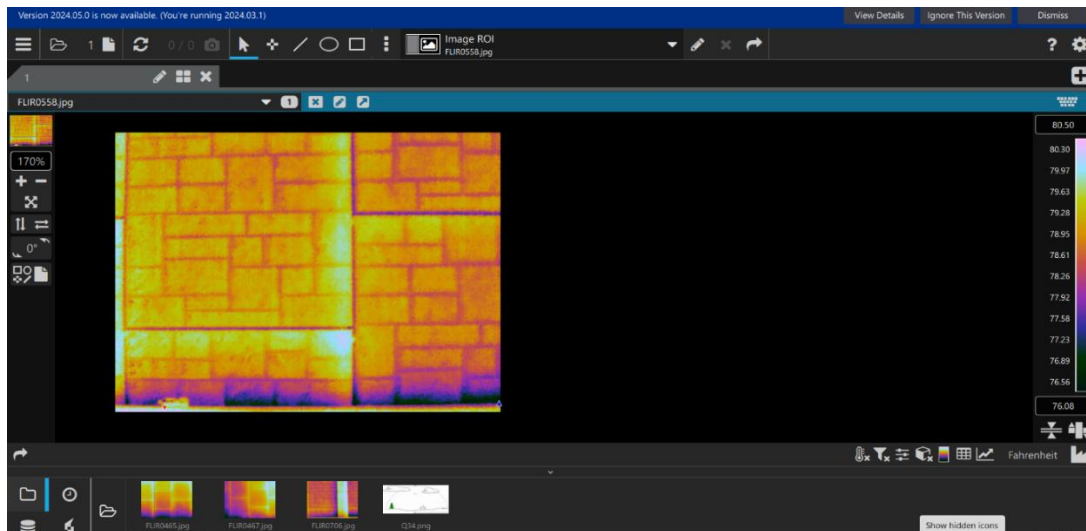 Version 2024.05.0 is now available. (You're running 2024.03.1)
View Details
Ignore This Version
Dismiss
1
0 / 0
Image ROI
FLIR0558.jpg
?
1
FLIR0558.jpg
1
170%
0°
80.50
80.30
79.97
79.63
79.28
78.95
78.61
78.26
77.92
77.58
77.23
76.89
76.56
76.08
Fahrenheit
FLIR0465.jpg
FLIR0467.jpg
FLIR0706.jpg
Q34.png
Show hidden icons